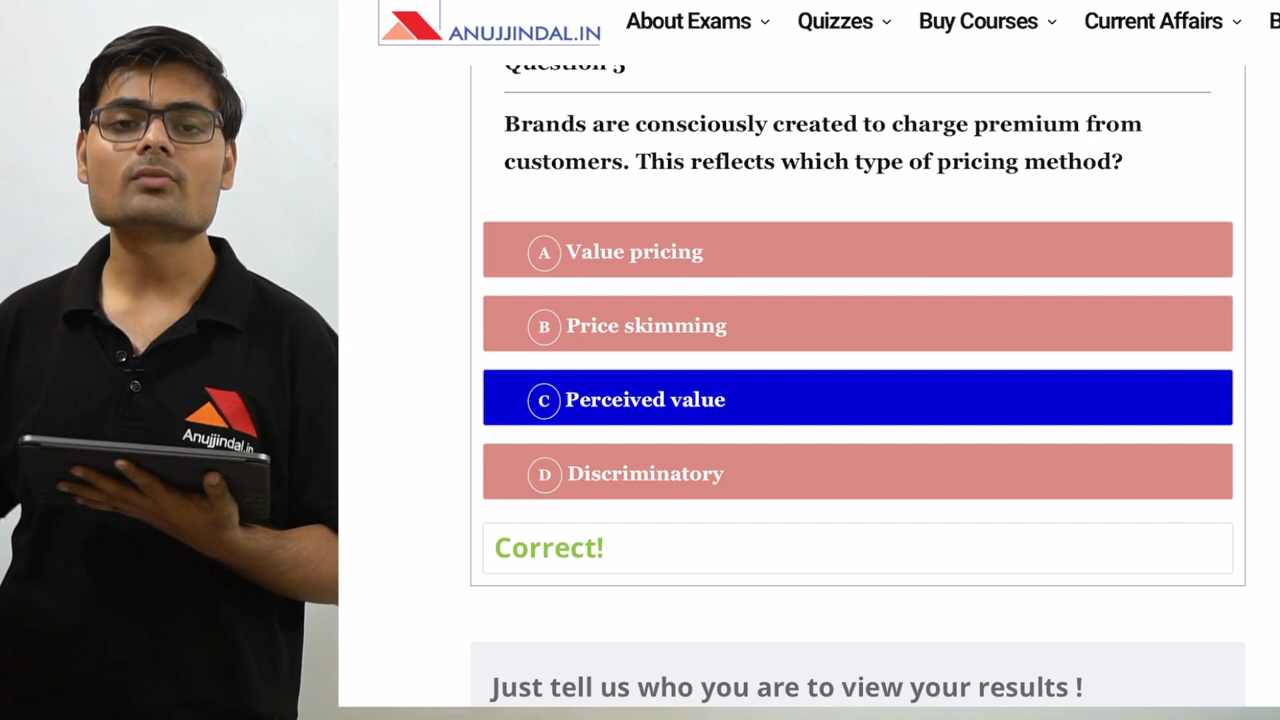 ANUJJINDAL.IN About Exams Quizzes Buy Courses Current Affairs B
Question 5
Brands are consciously created to charge premium from
customers. This reflects which type of pricing method?
A Value pricing
B Price skimming
C Perceived value
D Discriminatory
Correct!
Just tell us who you are to view your results !
Anujjindal.in